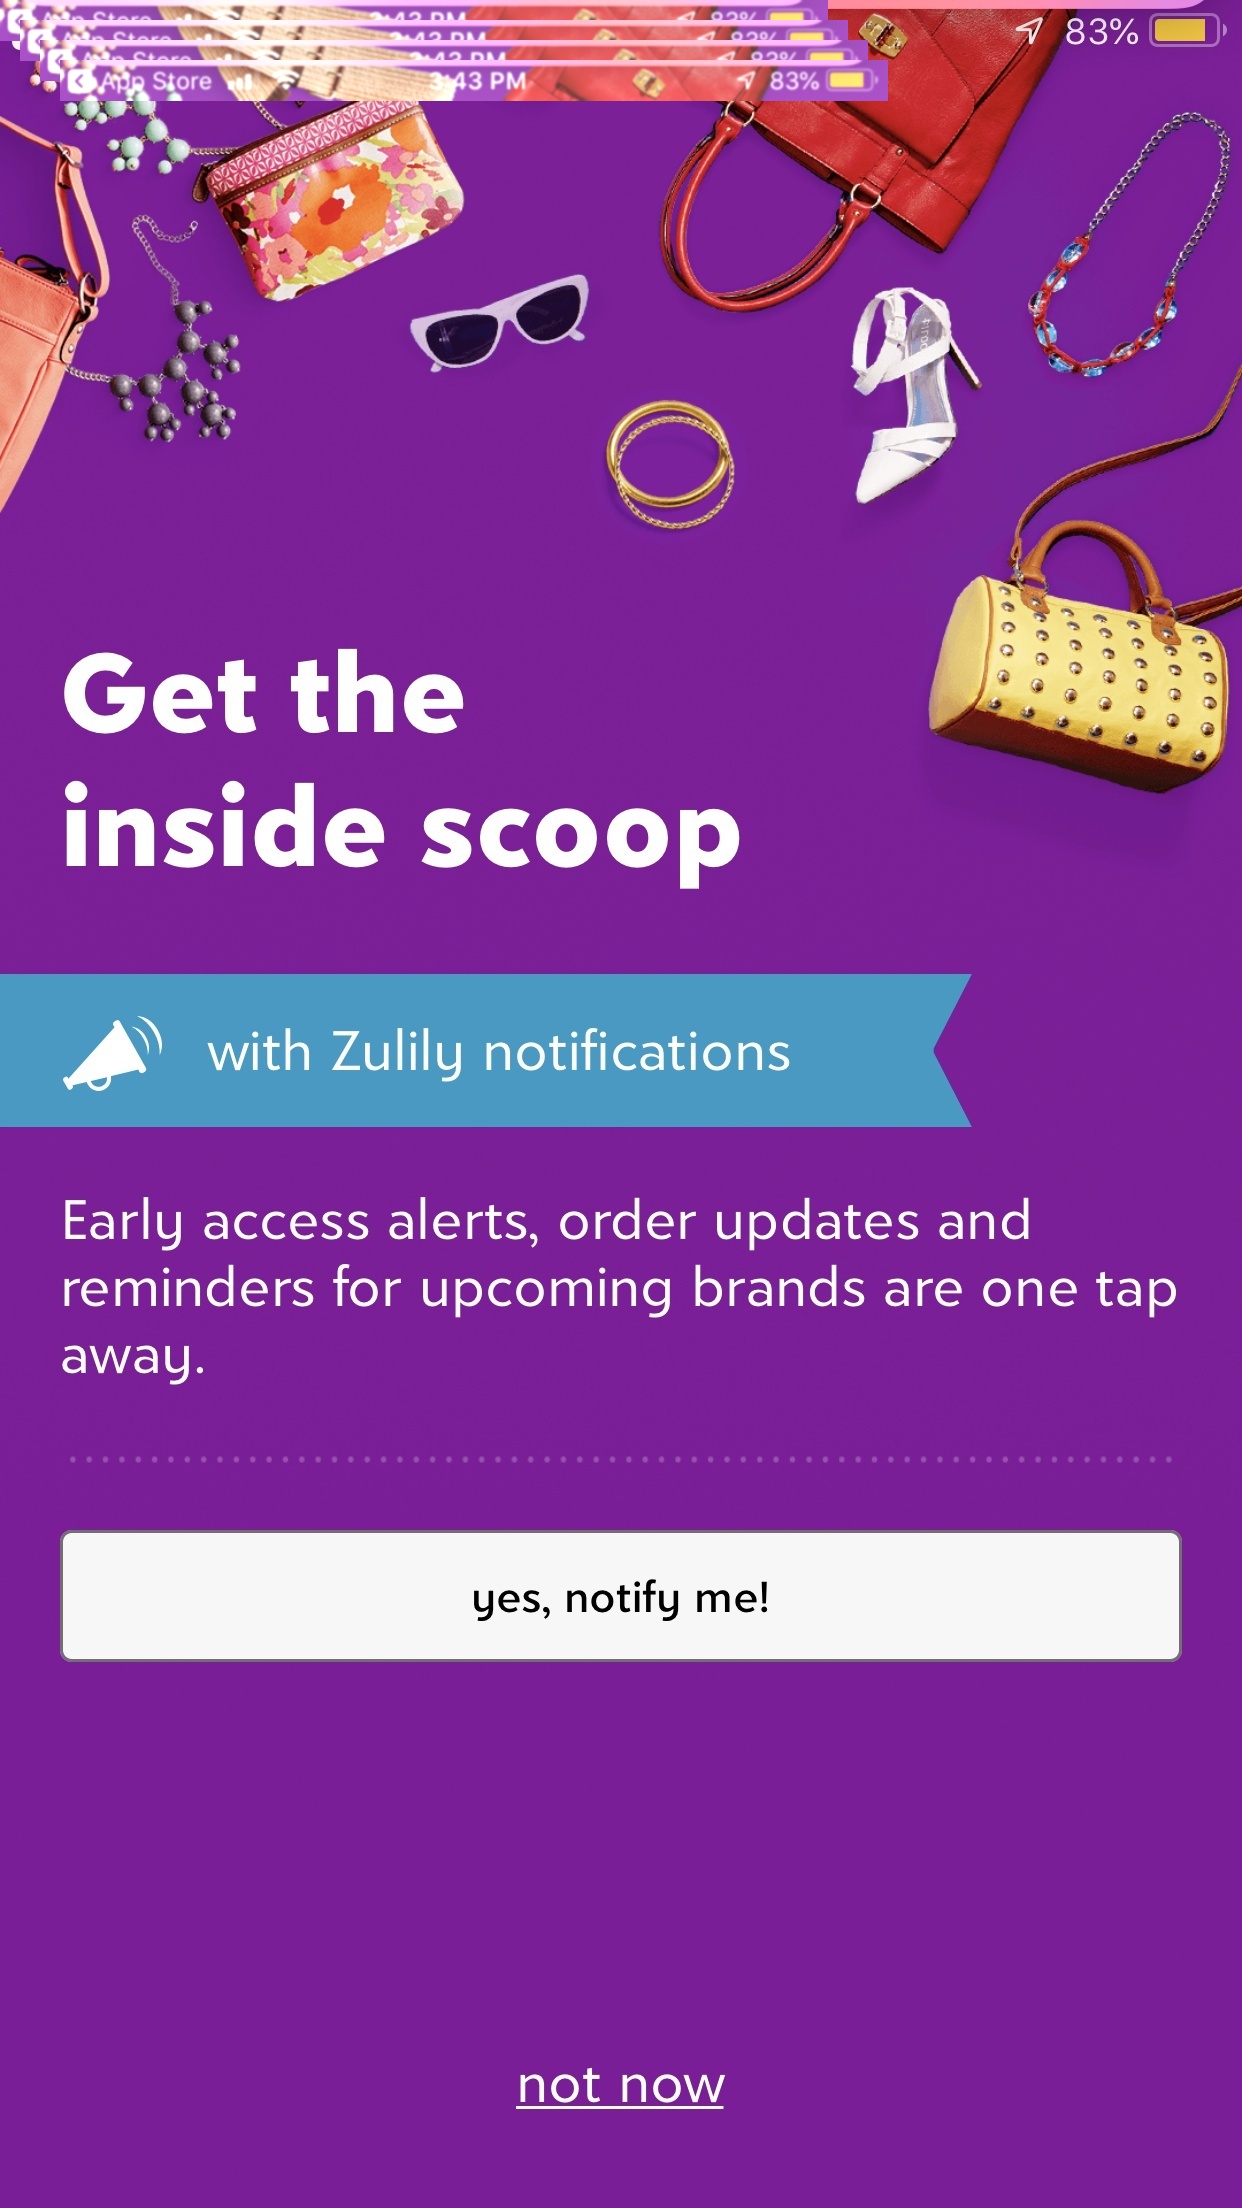 83%
App Store 3:43 PM 83%
Get the
inside scoop
with Zulily notifications
Early access alerts, order updates and
reminders for upcoming brands are one tap
away.
yes, notify me!
not now